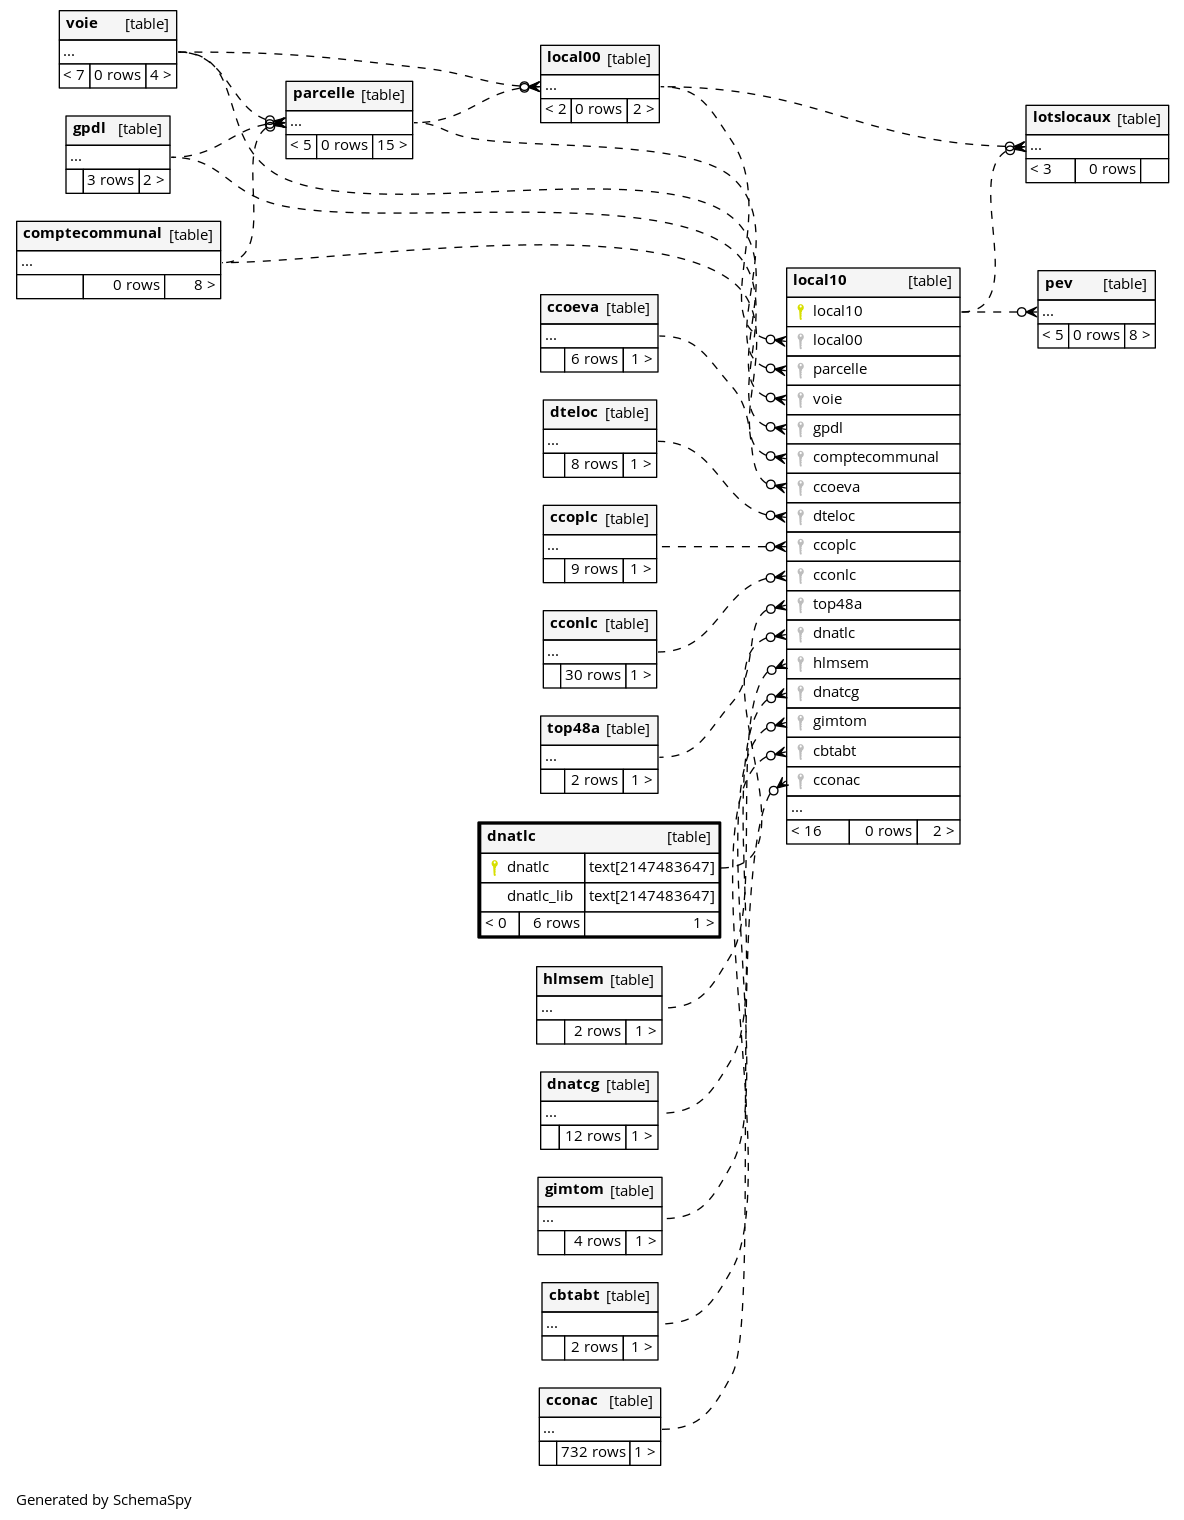 voie [table]
...
< 7 0 rows 4 >
gpdl [table]
...
3 rows 2 >
comptecommunal [table]
...
0 rows 8 >
parcelle [table]
...
< 5 0 rows 15 >
local00 [table]
...
< 2 0 rows 2 >
lotslocaux [table]
...
< 3 0 rows
pev [table]
...
< 5 0 rows 8 >
local10 [table]
local10
local00
parcelle
voie
gpdl
comptecommunal
ccoeva
dteloc
ccoplc
cconlc
top48a
dnatlc
hlmsem
dnatcg
gimtom
cbtabt
cconac
...
< 16 0 rows 2 >
ccoeva [table]
...
6 rows 1 >
dteloc [table]
...
8 rows 1 >
ccoplc [table]
...
9 rows 1 >
cconlc [table]
...
30 rows 1 >
top48a [table]
...
2 rows 1 >
dnatlc [table]
dnatlc text[2147483647]
dnatlc_lib text[2147483647]
< 0 6 rows 1 >
hlmsem [table]
...
2 rows 1 >
dnatcg [table]
...
12 rows 1 >
gimtom [table]
...
4 rows 1 >
cbtabt [table]
...
2 rows 1 >
cconac [table]
...
732 rows 1 >
Generated by SchemaSpy